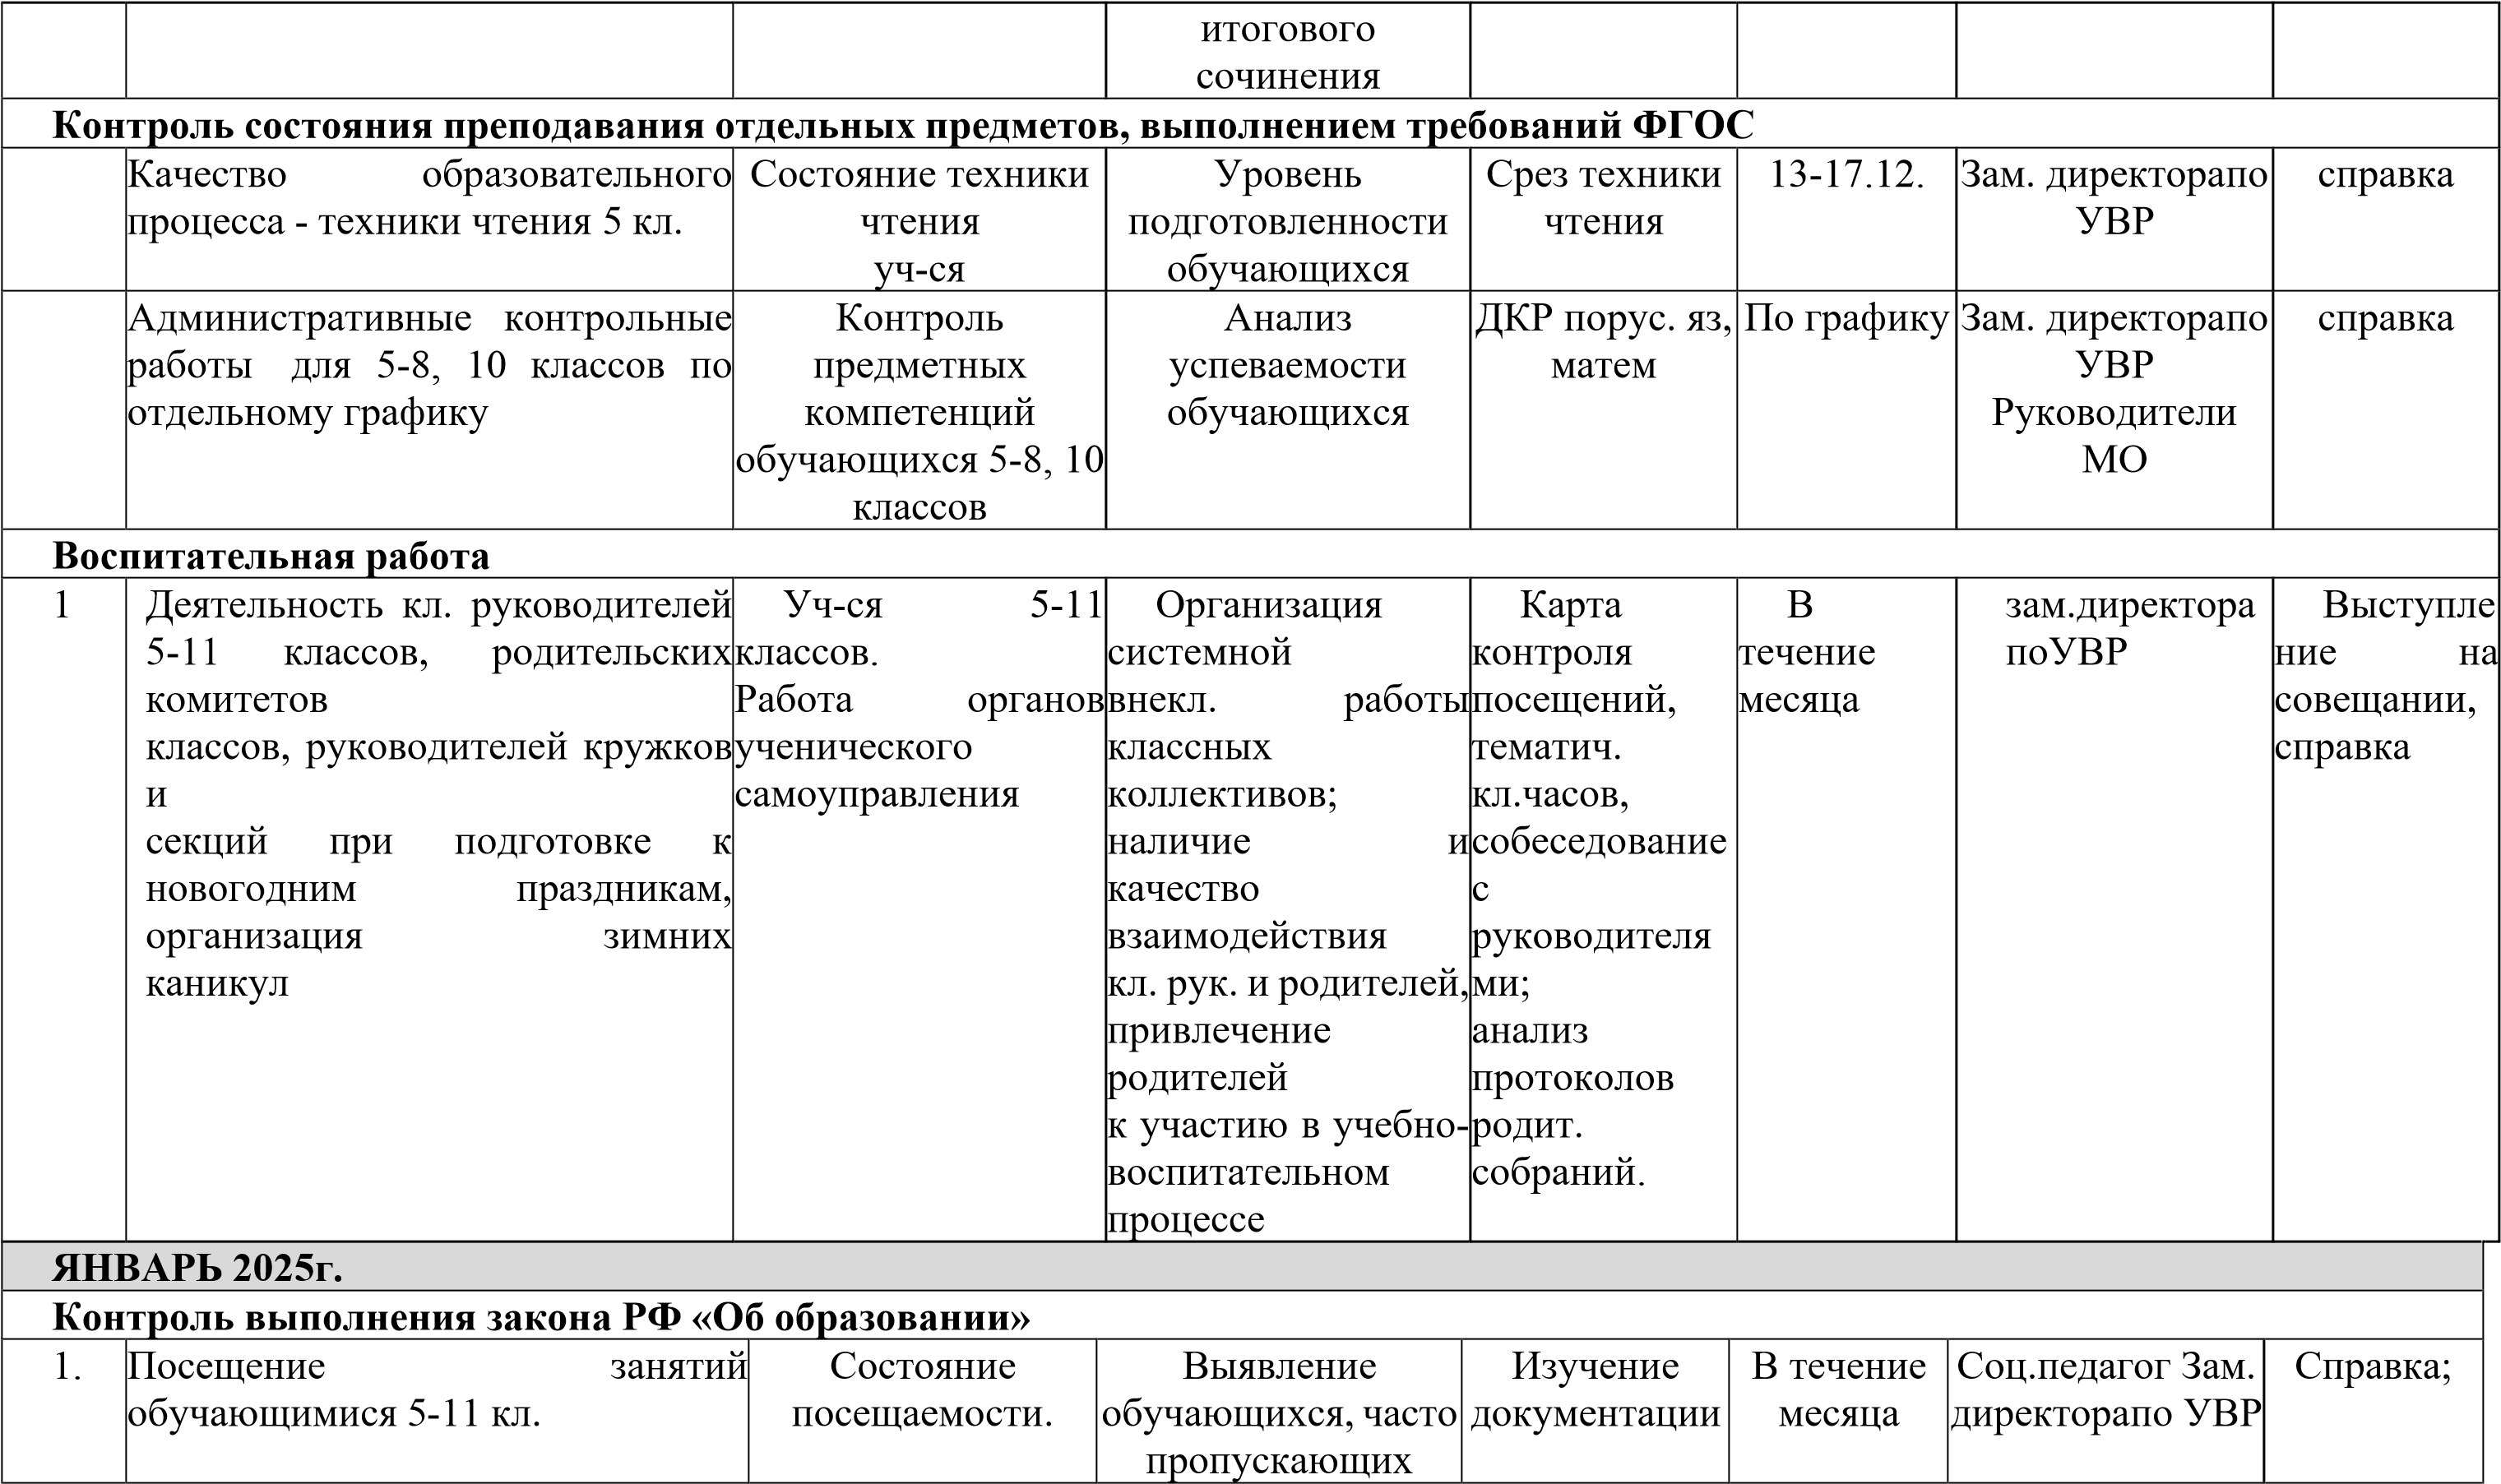 итогового
сочинения
Контроль состояния преподавания отдельных предметов, выполнением требований ФГОС
Качество образовательного
процесса - техники чтения 5 кл.
Состояние техники
чтения
уч-ся
Уровень
подготовленности
обучающихся
Срез техники
чтения
13-17.12.
Зам. директорапо
УВР
справка
Административные контрольные
работы для 5-8, 10 классов по
отдельному графику
Контроль
предметных
компетенций
обучающихся 5-8, 10
классов
Анализ
успеваемости
обучающихся
ДКР порус. яз,
матем
По графику
Зам. директорапо
УВР
Руководители
МО
справка
Воспитательная работа
1
Деятельность кл. руководителей
5-11 классов, родительских
комитетов
классов, руководителей кружков
и
секций при подготовке к
новогодним праздникам,
организация зимних
каникул
Уч-ся 5-11
классов.
Работа органов
ученического
самоуправления
Организация
системной
внекл. работы
классных
коллективов;
наличие и
качество
взаимодействия
кл. рук. и родителей,
привлечение
родителей
к участию в учебно-
воспитательном
процессе
Карта
контроля
посещений,
тематич.
кл.часов,
собеседование
с
руководителя
ми;
анализ
протоколов
родит.
собраний.
В
течение
месяца
зам.директора
поУВР
Выступле
ние на
совещании,
справка
ЯНВАРЬ 2025г.
Контроль выполнения закона РФ «Об образовании»
1.
Посещение занятий
обучающимися 5-11 кл.
Состояние
посещаемости.
Выявление
обучающихся, часто
пропускающих
Изучение
документации
В течение
месяца
Соц.педагог Зам.
директорапо УВР
Справка;